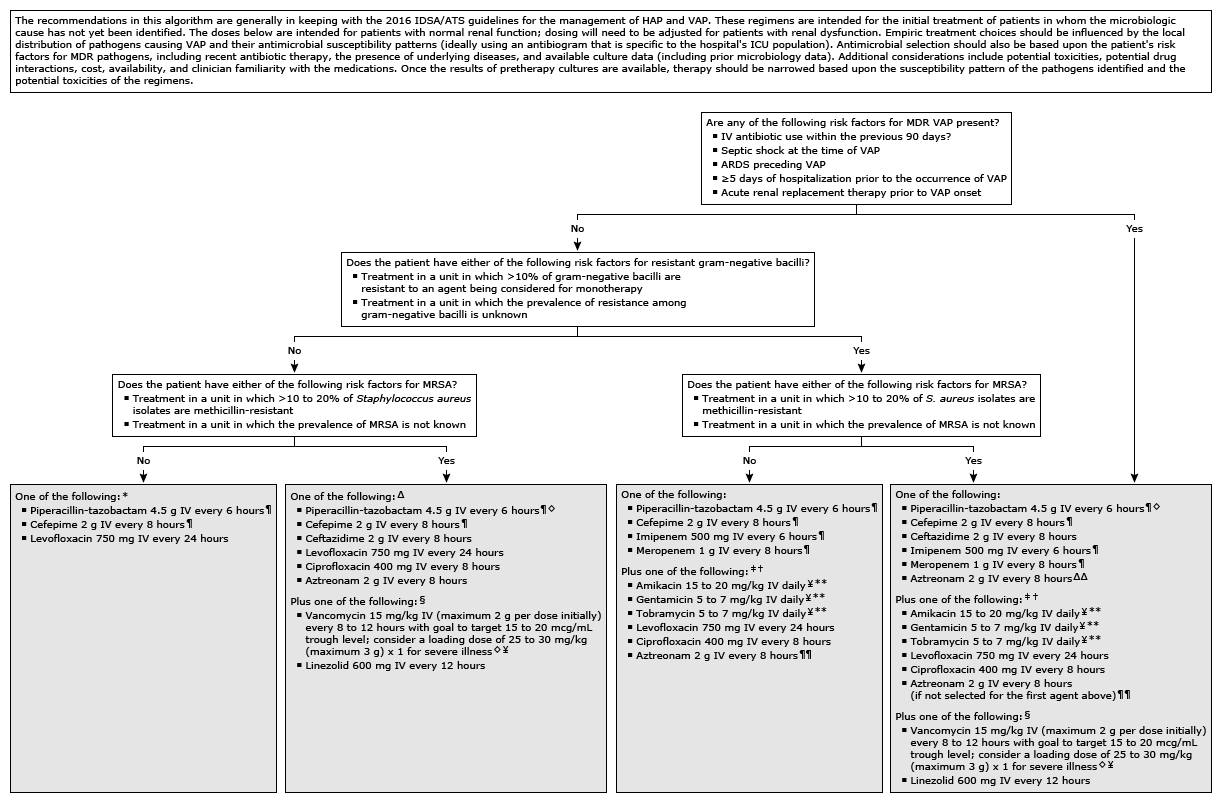 The recommendations in this algorithm are generally in keeping with the 2016 IDSA/ATS guidelines for the management of HAP and VAP. These regimens are intended for the initial treatment of patients in whom the microbiologic
cause has not yet been identified. The doses below are intended for patients with normal renal function; dosing will need to be adjusted for patients with renal dysfunction. Empiric treatment choices should be influenced by the local
distribution of pathogens causing VAP and their antimicrobial susceptibility patterns (ideally using an antibiogram that is specific to the hospital's ICU population). Antimicrobial selection should also be based upon the patient's risk
factors for MDR pathogens, including recent antibiotic therapy, the presence of underlying diseases, and available culture data (including prior microbiology data). Additional considerations include potential toxicities, potential drug
interactions, cost, availability, and clinician familiarity with the medications. Once the results of pretherapy cultures are available, therapy should be narrowed based upon the susceptibility pattern of the pathogens identified and the
potential toxicities of the regimens.
Are any of the following risk factors for MDR VAP present?
▪ IV antibiotic use within the previous 90 days?
▪ Septic shock at the time of VAP
▪ ARDS preceding VAP
▪ ≥5 days of hospitalization prior to the occurrence of VAP
▪ Acute renal replacement therapy prior to VAP onset
No
Yes
Does the patient have either of the following risk factors for resistant gram-negative bacilli?
▪ Treatment in a unit in which >10% of gram-negative bacilli are
resistant to an agent being considered for monotherapy
▪ Treatment in a unit in which the prevalence of resistance among
gram-negative bacilli is unknown
No
Yes
Does the patient have either of the following risk factors for MRSA?
▪ Treatment in a unit in which >10 to 20% of Staphylococcus aureus
isolates are methicillin-resistant
▪ Treatment in a unit in which the prevalence of MRSA is not known
Does the patient have either of the following risk factors for MRSA?
▪ Treatment in a unit in which >10 to 20% of S. aureus isolates are
methicillin-resistant
▪ Treatment in a unit in which the prevalence of MRSA is not known
No
Yes
No
Yes
One of the following:*
▪ Piperacillin-tazobactam 4.5 g IV every 6 hours¶
▪ Cefepime 2 g IV every 8 hours¶
▪ Levofloxacin 750 mg IV every 24 hours
One of the following:Δ
▪ Piperacillin-tazobactam 4.5 g IV every 6 hours¶◊
▪ Cefepime 2 g IV every 8 hours¶
▪ Ceftazidime 2 g IV every 8 hours
▪ Levofloxacin 750 mg IV every 24 hours
▪ Ciprofloxacin 400 mg IV every 8 hours
▪ Aztreonam 2 g IV every 8 hours
Plus one of the following:§
▪ Vancomycin 15 mg/kg IV (maximum 2 g per dose initially)
every 8 to 12 hours with goal to target 15 to 20 mcg/mL
trough level; consider a loading dose of 25 to 30 mg/kg
(maximum 3 g) x 1 for severe illness◊¥
▪ Linezolid 600 mg IV every 12 hours
One of the following:
▪ Piperacillin-tazobactam 4.5 g IV every 6 hours¶
▪ Cefepime 2 g IV every 8 hours¶
▪ Imipenem 500 mg IV every 6 hours¶
▪ Meropenem 1 g IV every 8 hours¶
Plus one of the following:‡†
▪ Amikacin 15 to 20 mg/kg IV daily¥**
▪ Gentamicin 5 to 7 mg/kg IV daily¥**
▪ Tobramycin 5 to 7 mg/kg IV daily¥**
▪ Levofloxacin 750 mg IV every 24 hours
▪ Ciprofloxacin 400 mg IV every 8 hours
▪ Aztreonam 2 g IV every 8 hours¶¶
One of the following:
▪ Piperacillin-tazobactam 4.5 g IV every 6 hours¶◊
▪ Cefepime 2 g IV every 8 hours¶
▪ Ceftazidime 2 g IV every 8 hours
▪ Imipenem 500 mg IV every 6 hours¶
▪ Meropenem 1 g IV every 8 hours¶
▪ Aztreonam 2 g IV every 8 hoursΔΔ
Plus one of the following:‡†
▪ Amikacin 15 to 20 mg/kg IV daily¥**
▪ Gentamicin 5 to 7 mg/kg IV daily¥**
▪ Tobramycin 5 to 7 mg/kg IV daily¥**
▪ Levofloxacin 750 mg IV every 24 hours
▪ Ciprofloxacin 400 mg IV every 8 hours
▪ Aztreonam 2 g IV every 8 hours
(if not selected for the first agent above)¶¶
Plus one of the following:§
▪ Vancomycin 15 mg/kg IV (maximum 2 g per dose initially)
every 8 to 12 hours with goal to target 15 to 20 mcg/mL
trough level; consider a loading dose of 25 to 30 mg/kg
(maximum 3 g) x 1 for severe illness◊¥
▪ Linezolid 600 mg IV every 12 hours